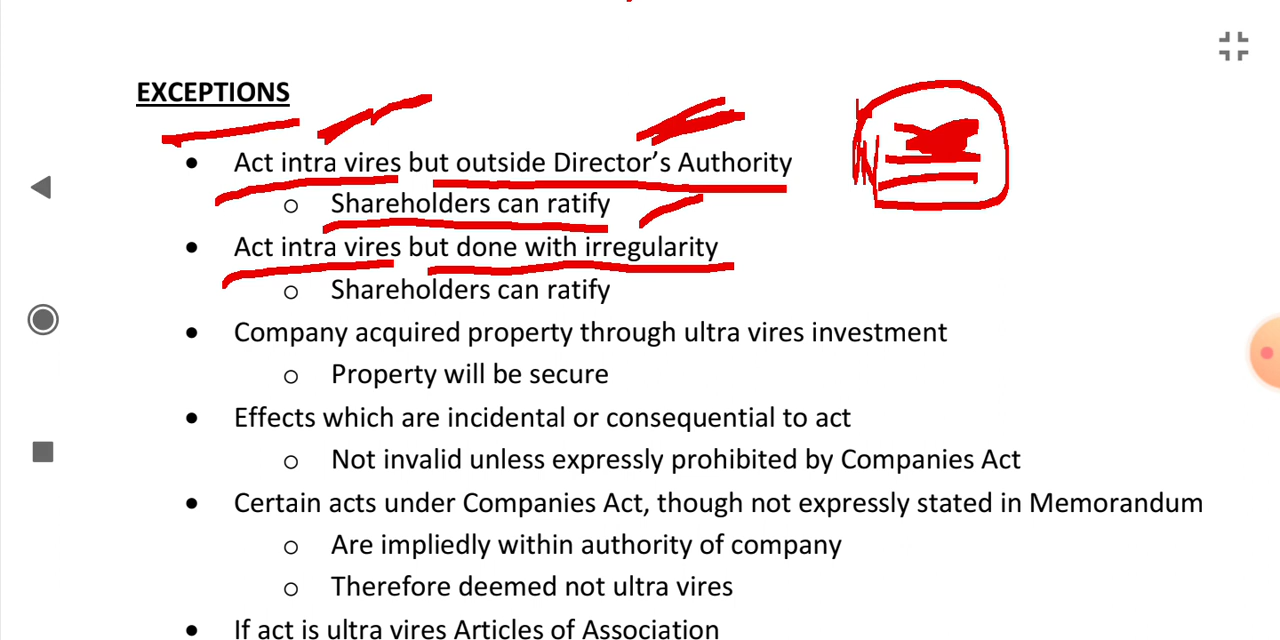 EXCEPTIONS
• Act intra vires but outside Director’s Authority
o Shareholders can ratify
• Act intra vires but done with irregularity
o Shareholders can ratify
• Company acquired property through ultra vires investment
o Property will be secure
• Effects which are incidental or consequential to act
o Not invalid unless expressly prohibited by Companies Act
• Certain acts under Companies Act, though not expressly stated in Memorandum
o Are impliedly within authority of company
o Therefore deemed not ultra vires
• If act is ultra vires Articles of Association